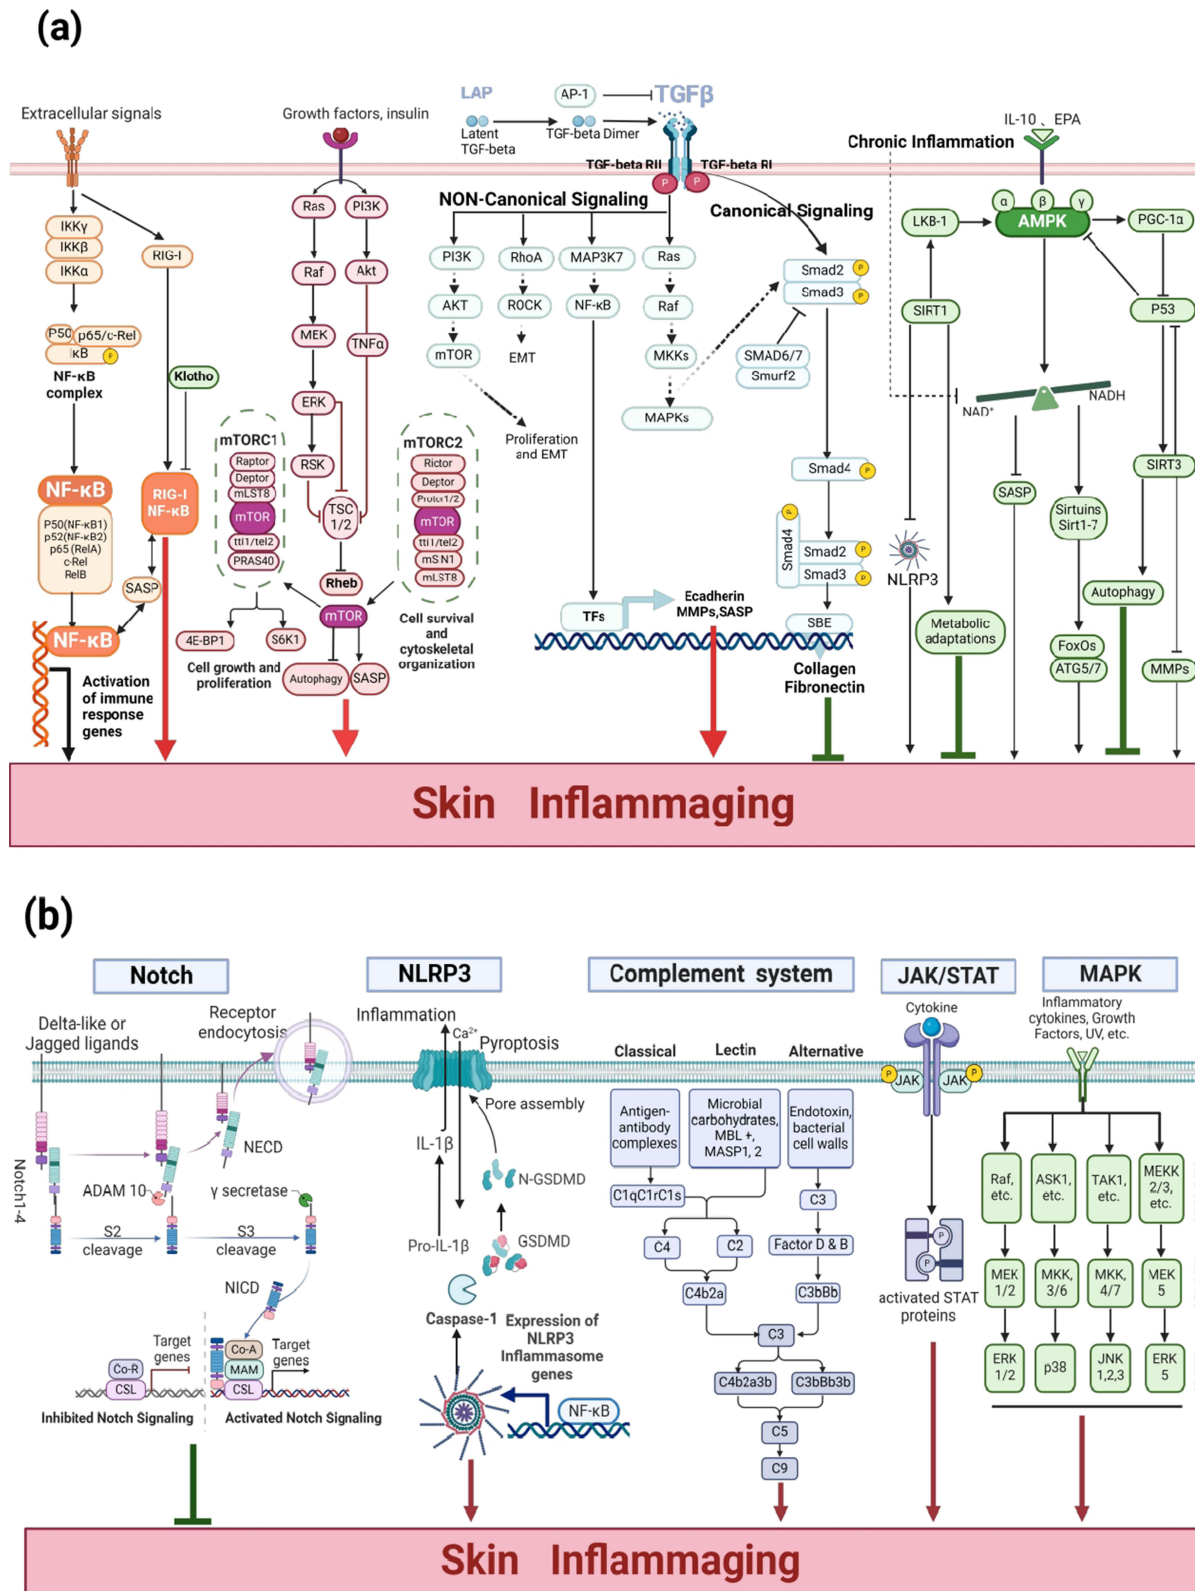 (a)
Extracellular signals
IKKγ
IKKβ
IKKα
RIG-I
P50
p65/c-Rel
IκB
P
NF-κB
complex
Klotho
NF-κB
P50(NF-κB1)
p52(NF-κB2)
p65 (RelA)
c-Rel
RelB
RIG-I
NF-κB
SASP
NF-κB
Activation
of immune
response
genes
Growth factors, insulin
Ras
PI3K
Raf
Akt
MEK
TNFα
ERK
RSK
TSC
1/2
Rheb
mTOR
Autophagy
SASP
mTORC1
Raptor
Deptor
mLST8
mTOR
tti1/tel2
PRAS40
4E-BP1
S6K1
Cell growth and
proliferation
mTORC2
Rictor
Deptor
Protor1/2
mTOR
tti1/tel2
mSIN1
mLST8
Cell survival
and
cytoskeletal
organization
LAP
AP-1
TGFβ
Latent
TGF-beta
TGF-beta Dimer
TGF-beta RII
TGF-beta RI
P
P
NON-Canonical Signaling
Canonical Signaling
PI3K
RhoA
MAP3K7
Ras
AKT
ROCK
NF-κB
Raf
mTOR
EMT
MKKs
MAPKs
Proliferation
and EMT
Smad2
P
Smad3
P
SMAD6/7
Smurf2
Smad4
P
P
Smad4
Smad2
P
Smad3
P
TFs
Ecadherin
MMPs,SASP
SBE
Collagen
Fibronectin
Chronic Inflammation
IL-10 、EPA
α
β
γ
LKB-1
AMPK
PGC-1α
SIRT1
P53
NAD⁺
NADH
SASP
SIRT3
Sirtuins
Sirt1-7
NLRP3
Autophagy
Metabolic
adaptations
FoxOs
ATG5/7
MMPs
Skin Inflammaging
(b)
Notch
NLRP3
Complement system
JAK/STAT
MAPK
Delta-like or
Jagged ligands
Receptor
endocytosis
NECD
Notch1-4
ADAM 10
γ secretase
S2
cleavage
S3
cleavage
NICD
Target
genes
Co-R
CSL
Co-A
MAM
CSL
Target
genes
Inhibited Notch Signaling
Activated Notch Signaling
Inflammation
Ca²⁺
Pyroptosis
Pore assembly
IL-1β
N-GSDMD
Pro-IL-1β
GSDMD
Caspase-1
Expression of
NLRP3
Inflammasome
genes
NF-κB
Classical
Lectin
Alternative
Antigen-
antibody
complexes
Microbial
carbohydrates,
MBL +,
MASP1, 2
Endotoxin,
bacterial
cell walls
C1qC1rC1s
C3
C4
C2
Factor D & B
C4b2a
C3bBb
C3
C4b2a3b
C3bBb3b
C5
C9
Cytokine
P
JAK
JAK
P
P
P
activated STAT
proteins
Inflammatory
cytokines, Growth
Factors, UV, etc.
Raf,
etc.
ASK1,
etc.
TAK1,
etc.
MEKK
2/3,
etc.
MEK
1/2
MKK,
3/6
MKK,
4/7
MEK
5
ERK
1/2
p38
JNK
1,2,3
ERK
5
Skin Inflammaging